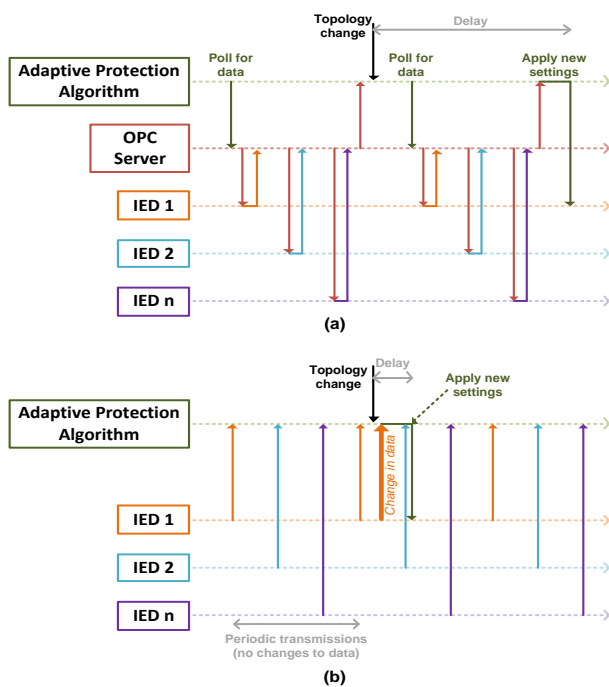 Topology
change
Delay
Poll for
data
Poll for
data
Apply new
settings
Adaptive Protection
Algorithm
OPC
Server
IED 1
IED 2
IED n
(a)
Topology
change
Delay
Apply new
settings
Adaptive Protection
Algorithm
Change in data
IED 1
IED 2
IED n
Periodic transmissions
(no changes to data)
(b)